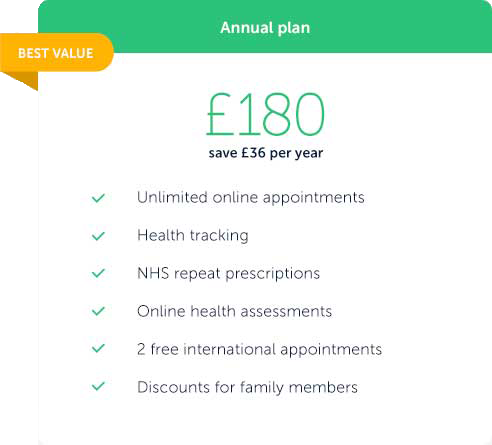 Annual plan
BEST VALUE
£180
save £36 per year
Unlimited online appointments
Health tracking
NHS repeat prescriptions
Online health assessments
2 free international appointments
Discounts for family members